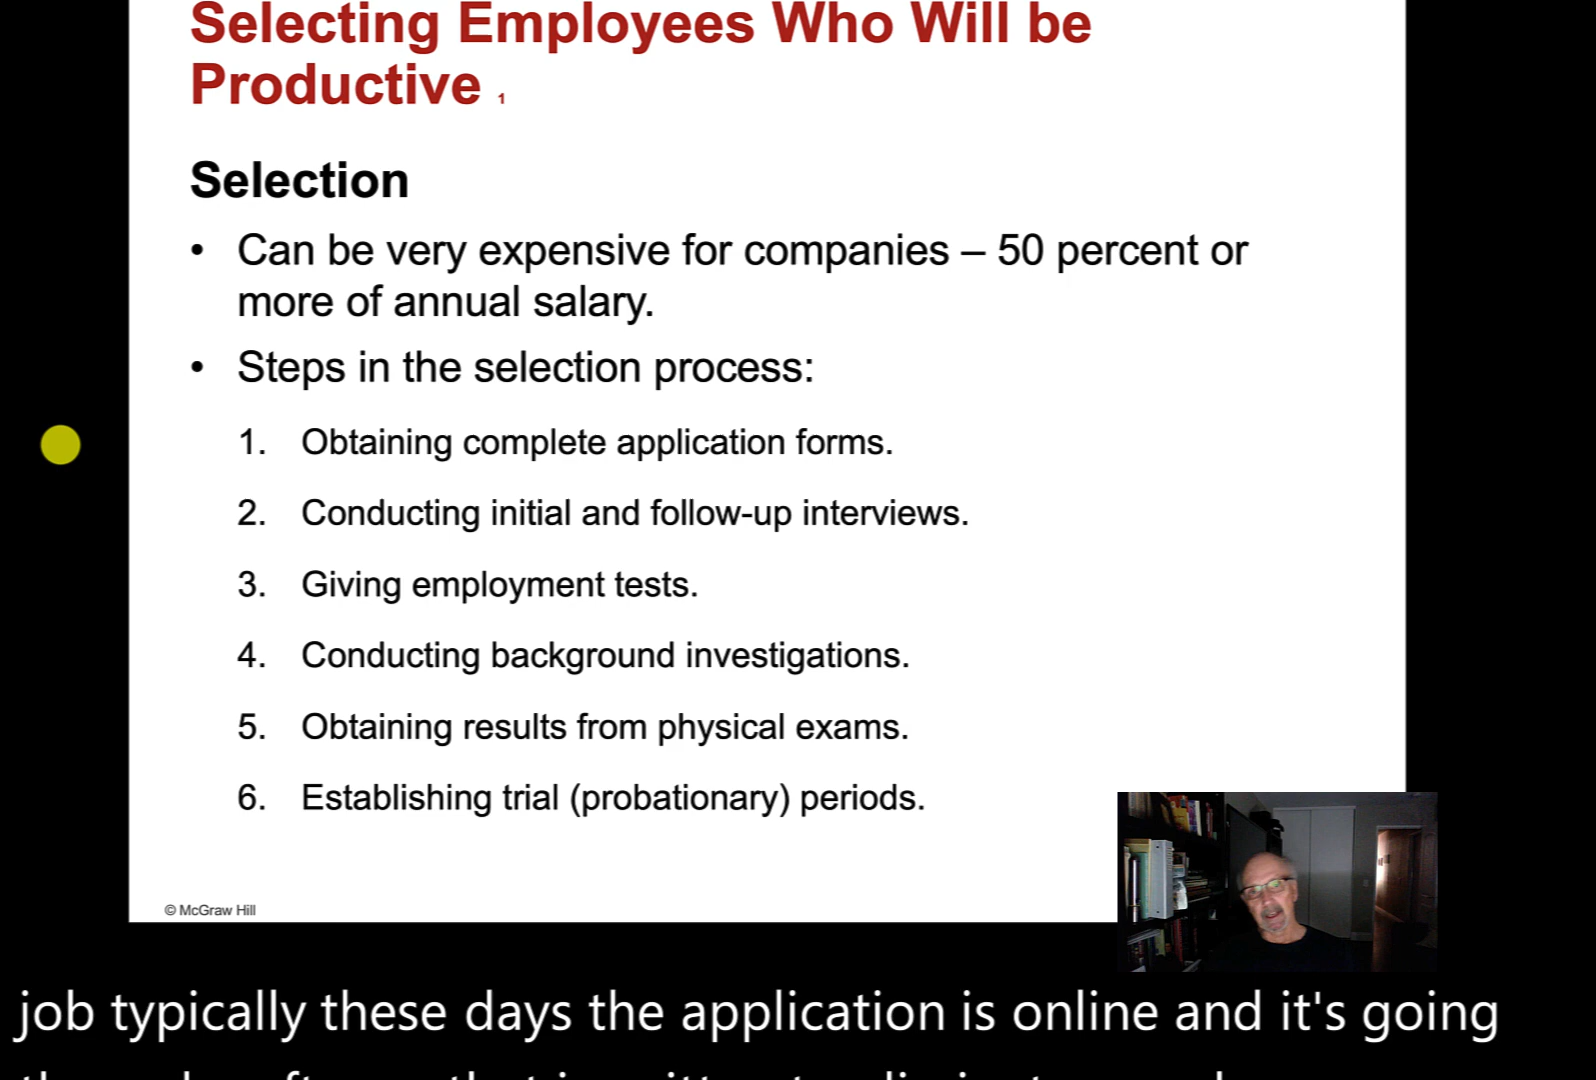 Selecting Employees Who Will be
Productive 1
Selection
• Can be very expensive for companies – 50 percent or
more of annual salary.
• Steps in the selection process:
1. Obtaining complete application forms.
2. Conducting initial and follow-up interviews.
3. Giving employment tests.
4. Conducting background investigations.
5. Obtaining results from physical exams.
6. Establishing trial (probationary) periods.
© McGraw Hill
job typically these days the application is online and it's going